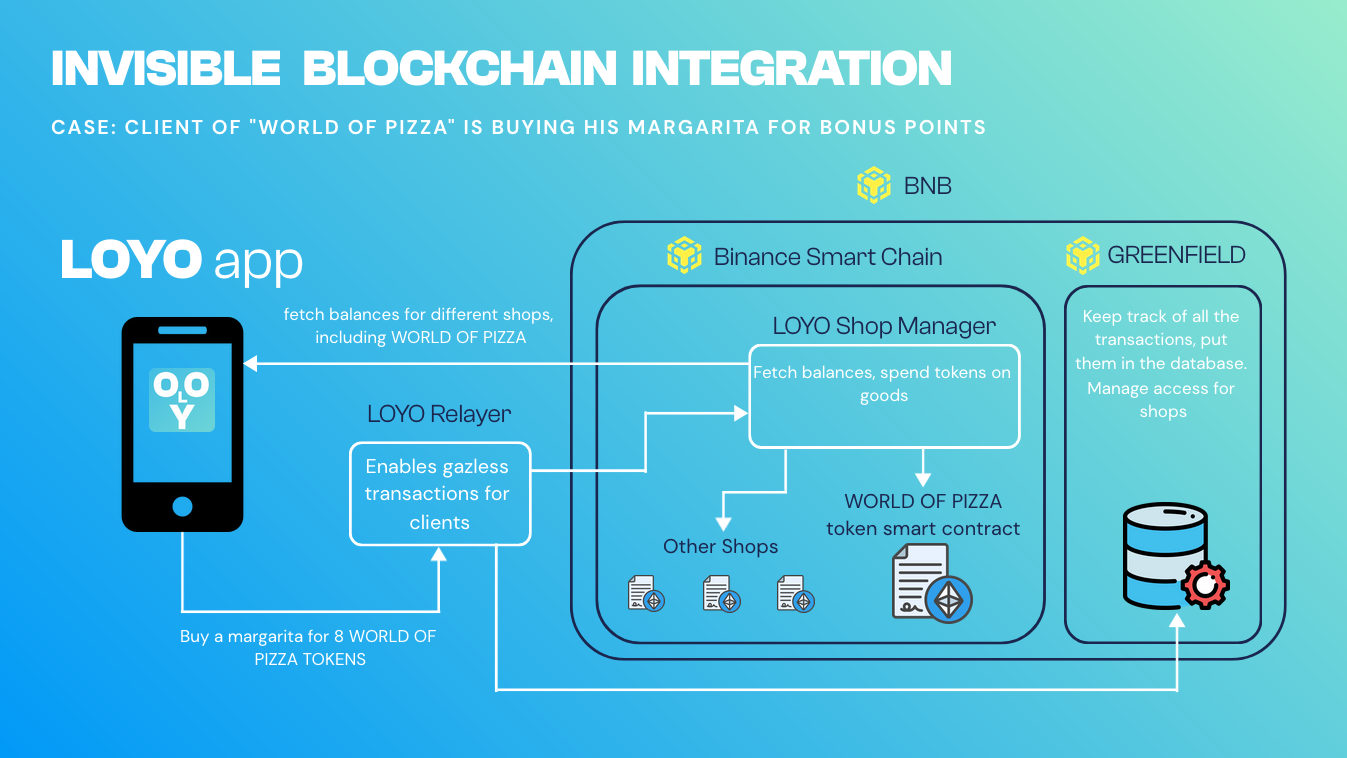 INVISIBLE BLOCKCHAIN INTEGRATION
CASE: CLIENT OF "WORLD OF PIZZA" IS BUYING HIS MARGARITA FOR BONUS POINTS
BNB
LOYO app
Binance Smart Chain
GREENFIELD
fetch balances for different shops,
including WORLD OF PIZZA
LOYO Shop Manager
Fetch balances, spend tokens on
goods
Keep track of all the
transactions, put
them in the database.
Manage access for
shops
OLO
Y
LOYO Relayer
Enables gazless
transactions for
clients
WORLD OF PIZZA
token smart contract
Other Shops
Buy a margarita for 8 WORLD OF
PIZZA TOKENS